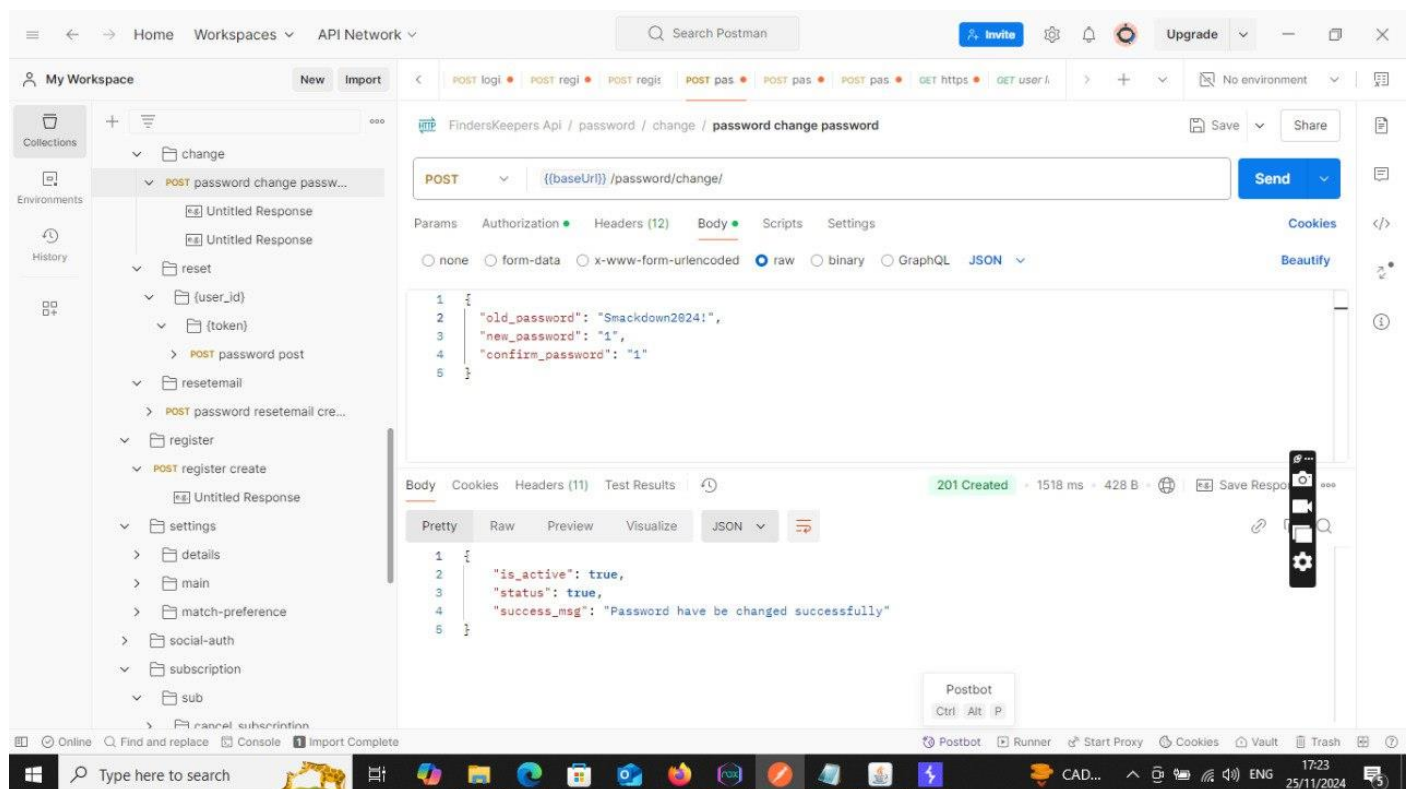 Home Workspaces API Network Search Postman Invite Upgrade
My Workspace New Import POST logi. POST regi POST regis POST pas POST pas POST pas. GET https GET user l. No environment
Collections
Environments
History
change
POST password change passw...
e.g. Untitled Response
e.g. Untitled Response
reset
{user_id}
{token}
POST password post
resetemail
POST password resetemail cre...
register
POST register create
e.g. Untitled Response
settings
details
main
match-preference
social-auth
subscription
sub
cancel_subscription
HTTP FindersKeepers Api / password / change / password change password Save Share
POST {{baseUrl}} /password/change/ Send
Params Authorization Headers (12) Body Scripts Settings Cookies
none form-data x-www-form-urlencoded raw binary GraphQL JSON Beautify
1 {
2 "old_password": "Smackdown2024!",
3 "new_password": "1",
4 "confirm_password": "1"
5 }
Body Cookies Headers (11) Test Results 201 Created 1518 ms 428 B e.g. Save Respo
Pretty Raw Preview Visualize JSON
1 {
2 "is_active": true,
3 "status": true,
4 "success_msg": "Password have be changed successfully"
5 }
Postbot
Ctrl Alt P
Online Find and replace Console 1 Import Complete Postbot Runner Start Proxy Cookies Vault Trash
Type here to search CAD... ENG 17:23
25/11/2024 5